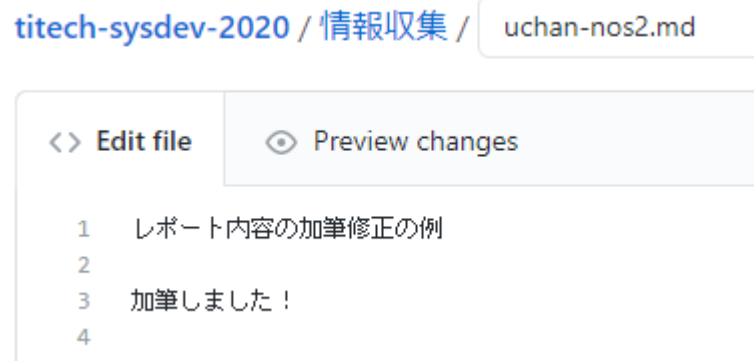 titech-sysdev-2020 / 情報収集 / uchan-nos2.md
<> Edit file Preview changes
1 レポート内容の加筆修正の例
2
3 加筆しました！
4